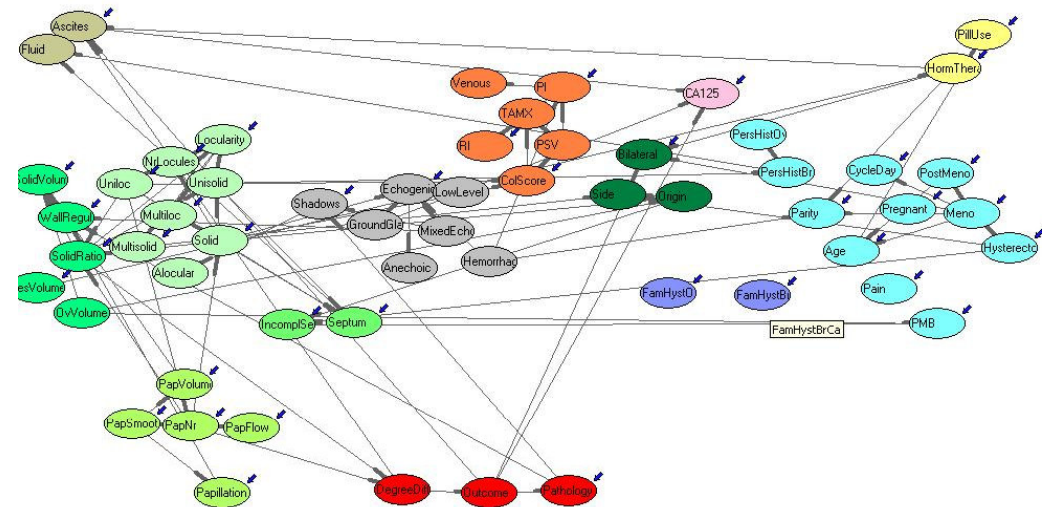 Ascites
PillUse
Fluid
HormThera
Venous
PI
CA125
TAMX
Locularity
PersHistOv
RI
PSV
NrLocules
Bilateral
SolidVolum
Uniloc
Unisolid
Echogenic
LowLevel
ColScore
PersHistBr
CycleDay
PostMeno
Shadows
Side
Origin
WallRegul
Multiloc
GroundGla
MixedEcho
Parity
Pregnant
Meno
Multisolid
Solid
SolidRatio
Age
Hysterecto
Alocular
Anechoic
Hemorrhag
esVolume
FamHystO
FamHystBr
Pain
OvVolume
IncomplSe
Septum
FamHystBrCa
PMB
PapVolum
PapSmoot
PapNr
PapFlow
Papillation
DegreeDiff
Outcome
Pathology